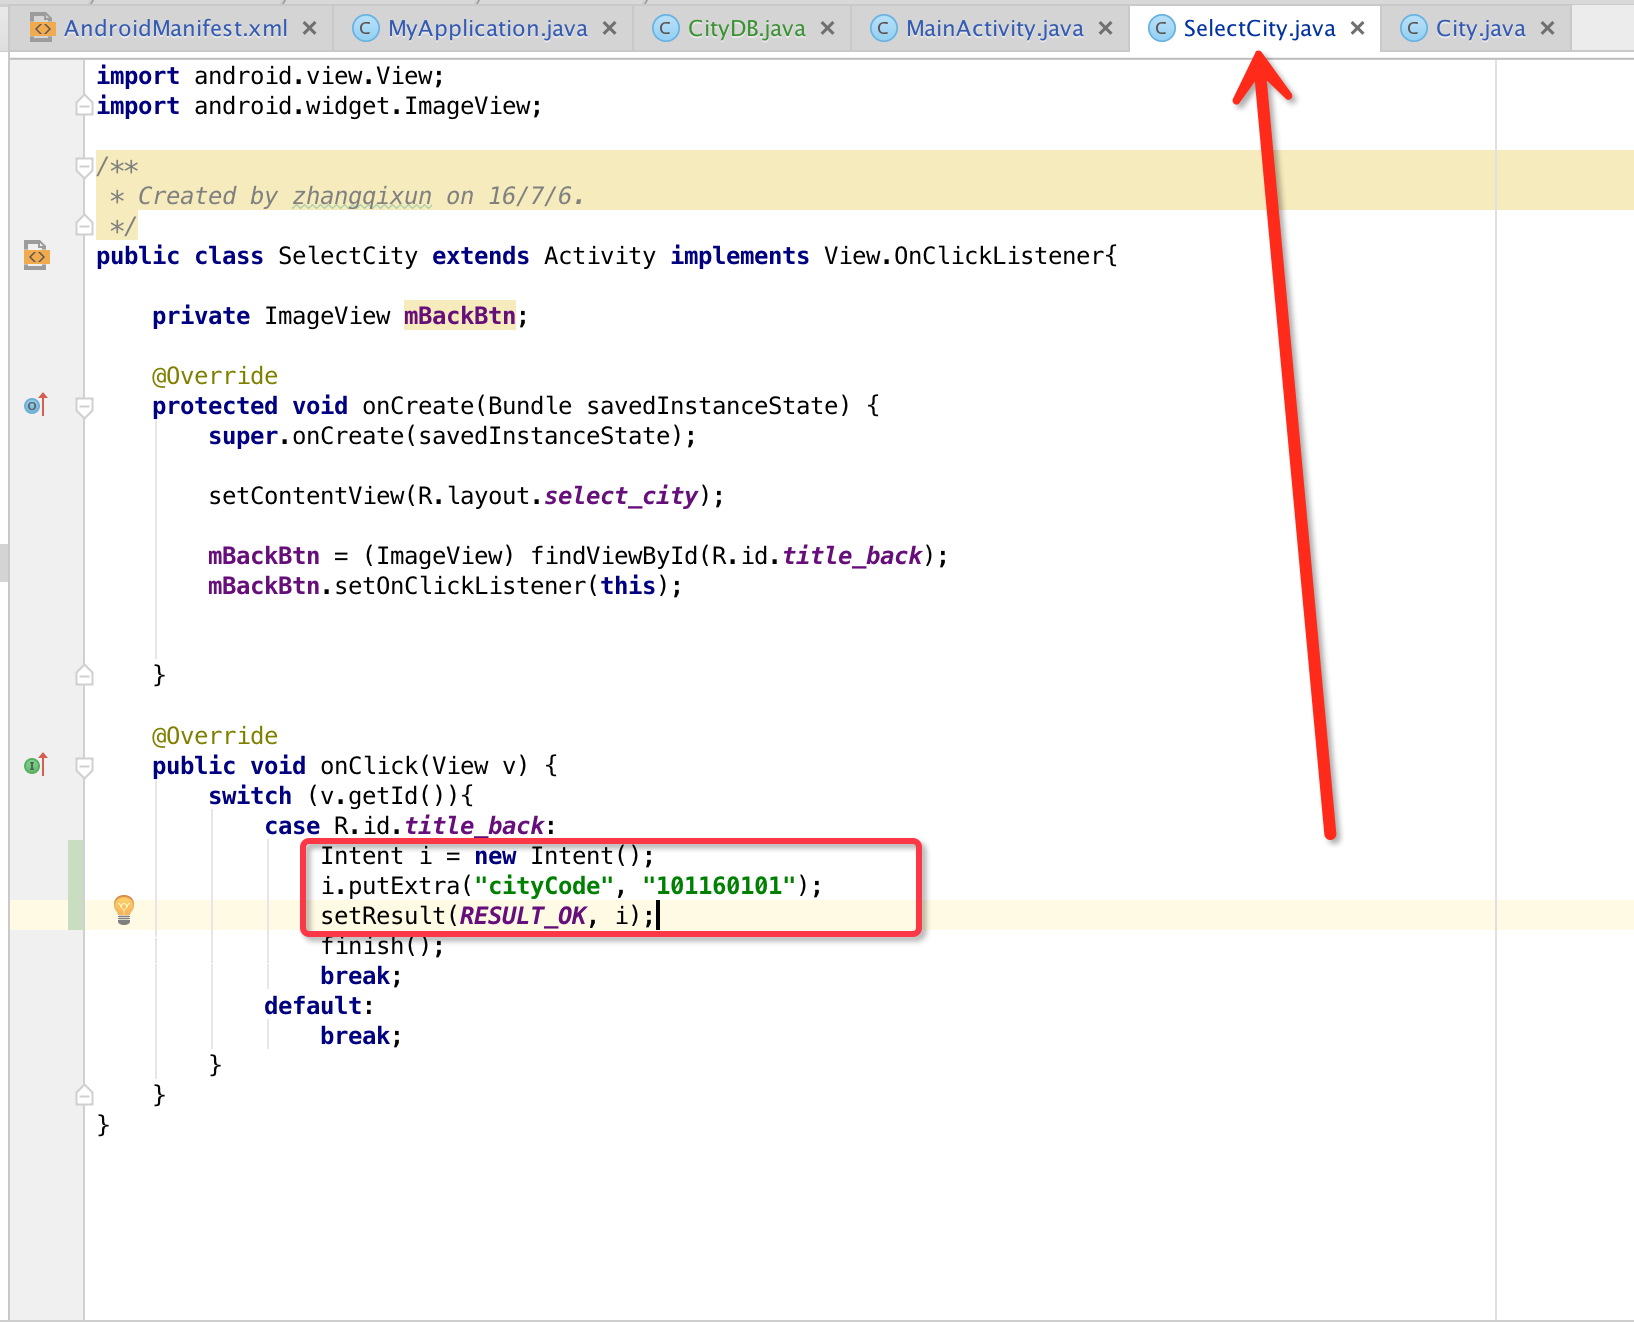 AndroidManifest.xml MyApplication.java CityDB.java MainActivity.java SelectCity.java City.java
import android.view.View;
import android.widget.ImageView;
/**
 * Created by zhangqixun on 16/7/6.
 */
public class SelectCity extends Activity implements View.OnClickListener{
    private ImageView mBackBtn;
    @Override
    protected void onCreate(Bundle savedInstanceState) {
        super.onCreate(savedInstanceState);
        setContentView(R.layout.select_city);
        mBackBtn = (ImageView) findViewById(R.id.title_back);
        mBackBtn.setOnClickListener(this);
    }
    @Override
    public void onClick(View v) {
        switch (v.getId()){
            case R.id.title_back:
                Intent i = new Intent();
                i.putExtra("cityCode", "101160101");
                setResult(RESULT_OK, i);
                finish();
                break;
            default:
                break;
        }
    }
}